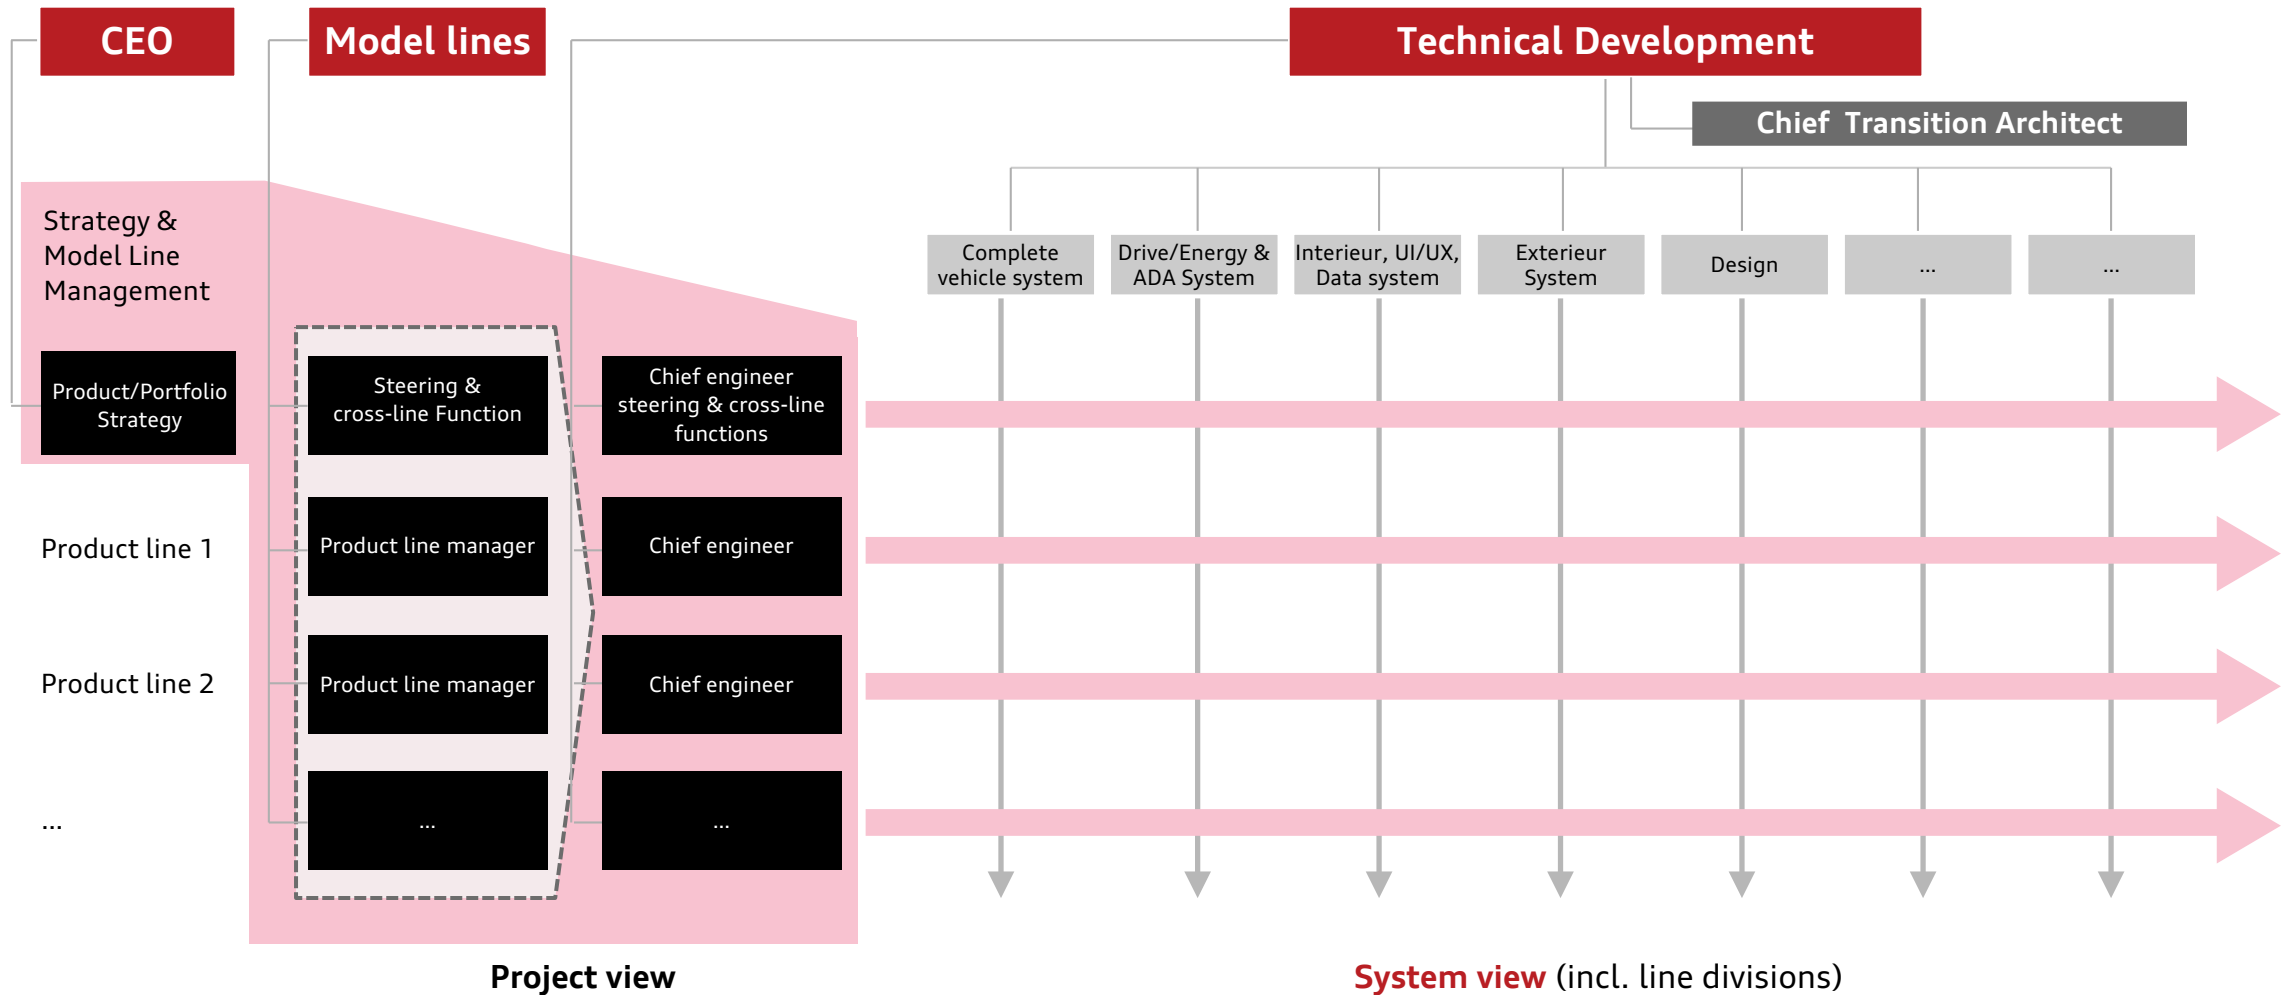 CEO
Model lines
Technical Development
Chief Transition Architect
Strategy &
Model Line
Management
Complete
vehicle system
Drive/Energy &
ADA System
Interieur, UI/UX,
Data system
Exterieur
System
Design
...
...
Product/Portfolio
Strategy
Steering &
cross-line Function
Chief engineer
steering & cross-line
functions
Product line 1
Product line manager
Chief engineer
Product line 2
Product line manager
Chief engineer
...
...
...
Project view
System view (incl. line divisions)